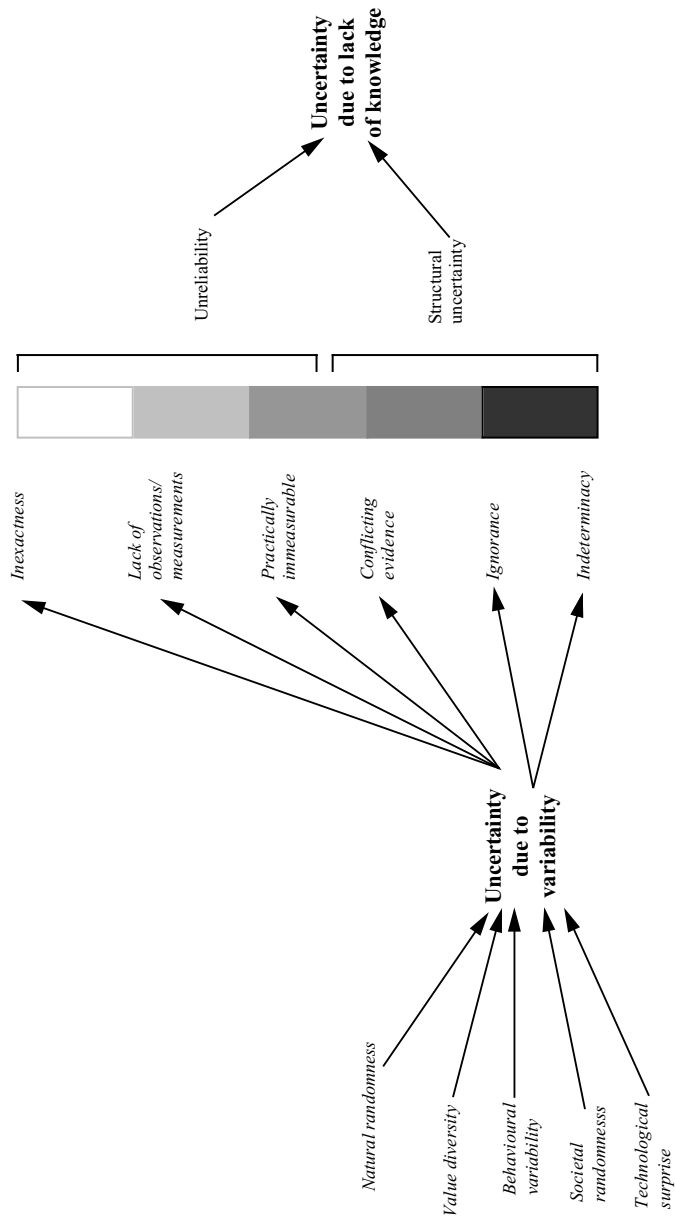 Natural randomness
Value diversity
Behavioural
variability
Societal
randomnesss
Technological
surprise
Uncertainty
due to
variability
Inexactness
Lack of
observations/
measurements
Practically
immeasurable
Conflicting
evidence
Ignorance
Indeterminacy
Unreliability
Structural
uncertainty
Uncertainty
due to lack
of knowledge